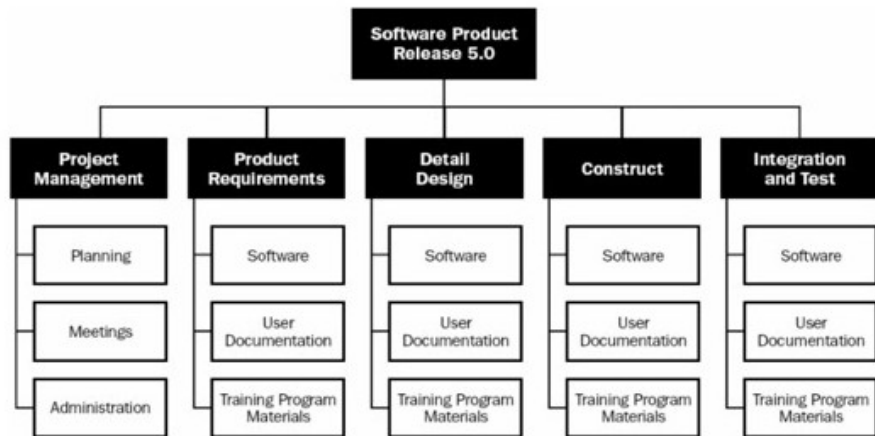 Software Product
Release 5.0
Project
Management
Product
Requirements
Detail
Design
Construct
Integration
and Test
Planning
Software
Software
Software
Software
Meetings
User
Documentation
User
Documentation
User
Documentation
User
Documentation
Administration
Training Program
Materials
Training Program
Materials
Training Program
Materials
Training Program
Materials